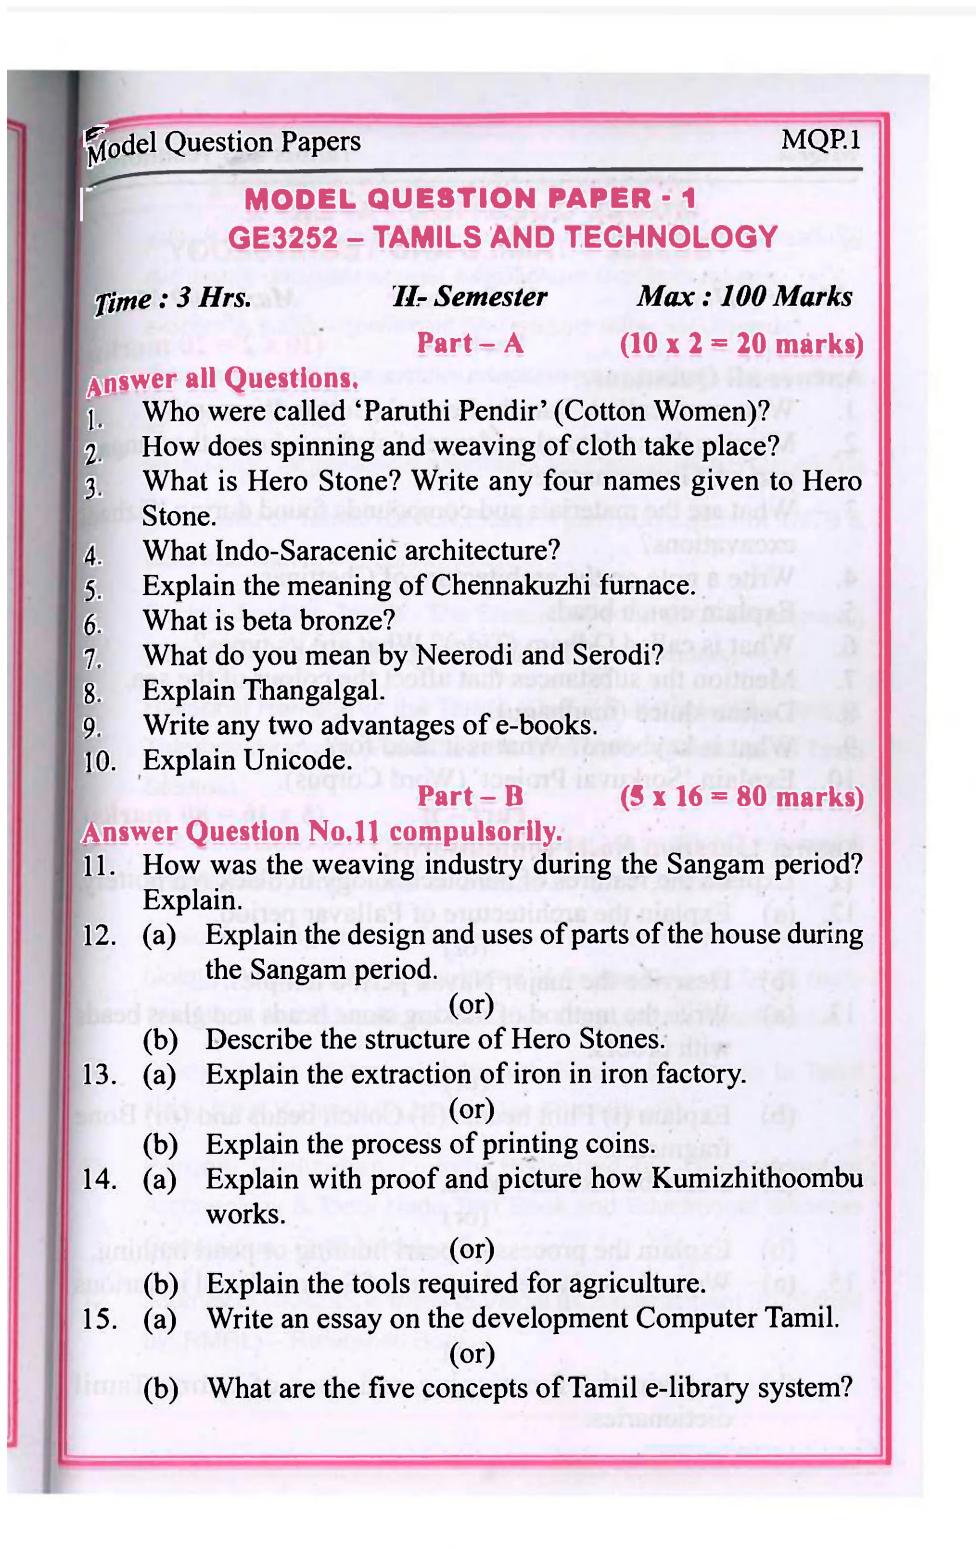 Model Question Papers MQP.1
MODEL QUESTION PAPER - 1
GE3252 – TAMILS AND TECHNOLOGY
Time : 3 Hrs. II- Semester Max : 100 Marks
Part – A (10 x 2 = 20 marks)
Answer all Questions.
1. Who were called ‘Paruthi Pendir’ (Cotton Women)?
2. How does spinning and weaving of cloth take place?
3. What is Hero Stone? Write any four names given to Hero
Stone.
4. What Indo-Saracenic architecture?
5. Explain the meaning of Chennakuzhi furnace.
6. What is beta bronze?
7. What do you mean by Neerodi and Serodi?
8. Explain Thangalgal.
9. Write any two advantages of e-books.
10. Explain Unicode.
Part – B (5 x 16 = 80 marks)
Answer Question No.11 compulsorily.
11. How was the weaving industry during the Sangam period?
Explain.
12. (a) Explain the design and uses of parts of the house during
the Sangam period.
(or)
(b) Describe the structure of Hero Stones.
13. (a) Explain the extraction of iron in iron factory.
(or)
(b) Explain the process of printing coins.
14. (a) Explain with proof and picture how Kumizhithoombu
works.
(or)
(b) Explain the tools required for agriculture.
15. (a) Write an essay on the development Computer Tamil.
(or)
(b) What are the five concepts of Tamil e-library system?